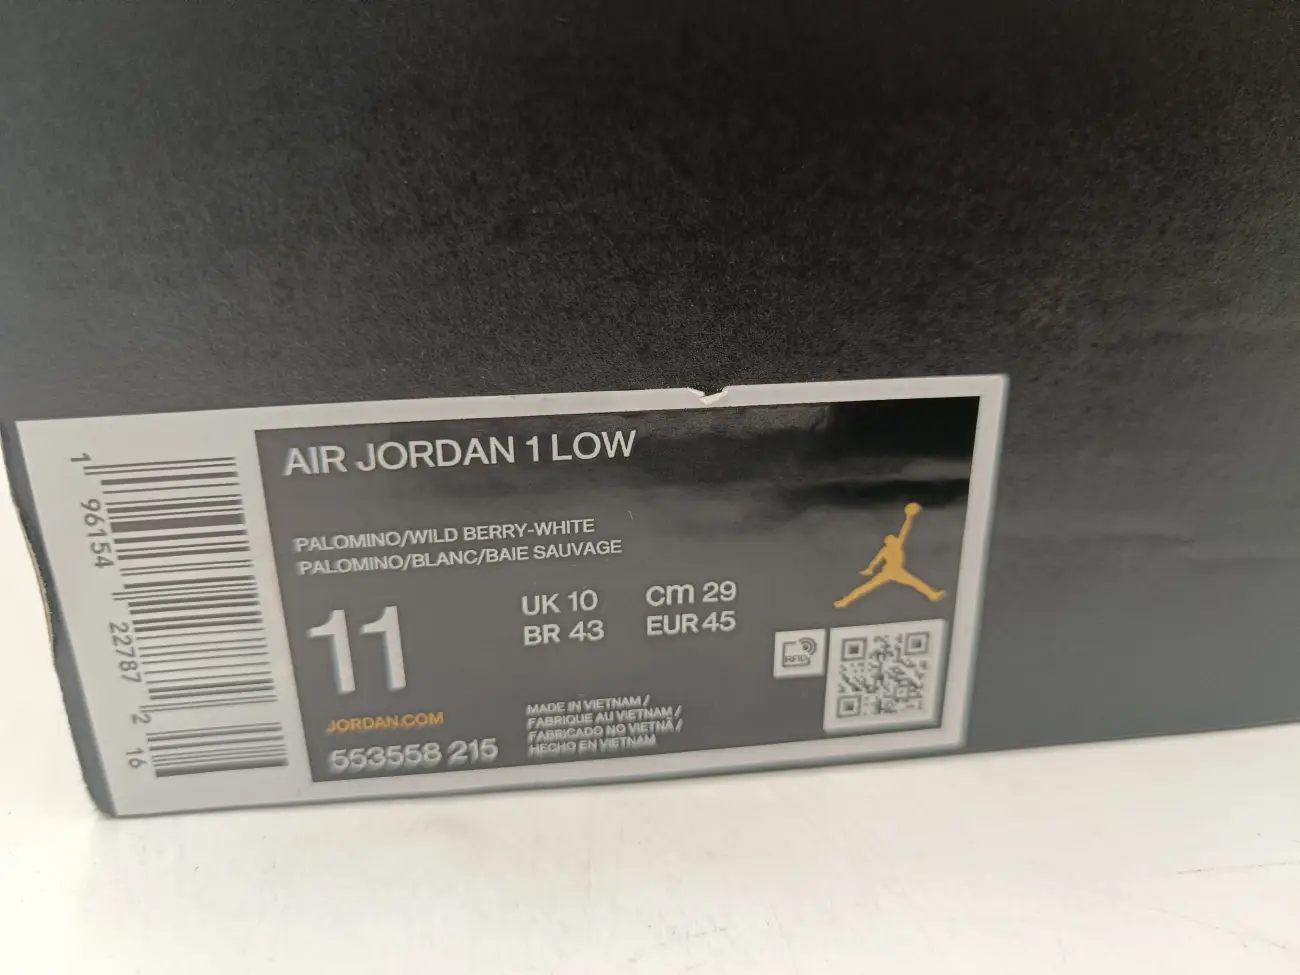 AIR JORDAN 1 LOW
PALOMINO/WILD BERRY-WHITE
PALOMINO/BLANC/BAIE SAUVAGE
11
UK 10
BR 43
cm 29
EUR 45
JORDAN.COM
553558 215
MADE IN VIETNAM /
FABRIQUE AU VIETNAM /
FABRICADO NO VIETNÃ /
HECHO EN VIETNAM
RFID
1 96154 22787 2 16